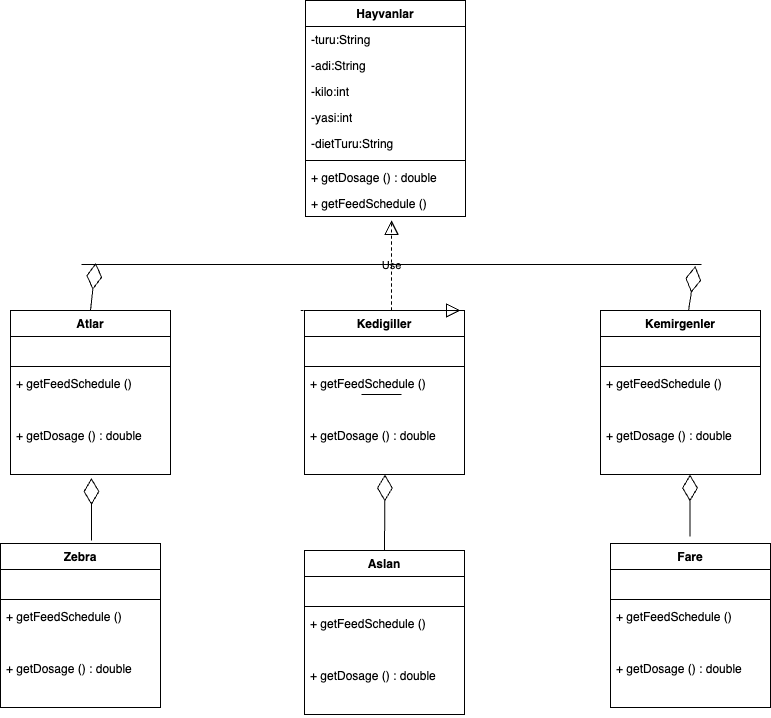 Hayvanlar
-turu:String
-adi:String
-kilo:int
-yasi:int
-dietTuru:String
+ getDosage () : double
+ getFeedSchedule ()
Use
Atlar
+ getFeedSchedule ()
+ getDosage () : double
Kedigiller
+ getFeedSchedule ()
+ getDosage () : double
Kemirgenler
+ getFeedSchedule ()
+ getDosage () : double
Zebra
+ getFeedSchedule ()
+ getDosage () : double
Aslan
+ getFeedSchedule ()
+ getDosage () : double
Fare
+ getFeedSchedule ()
+ getDosage () : double